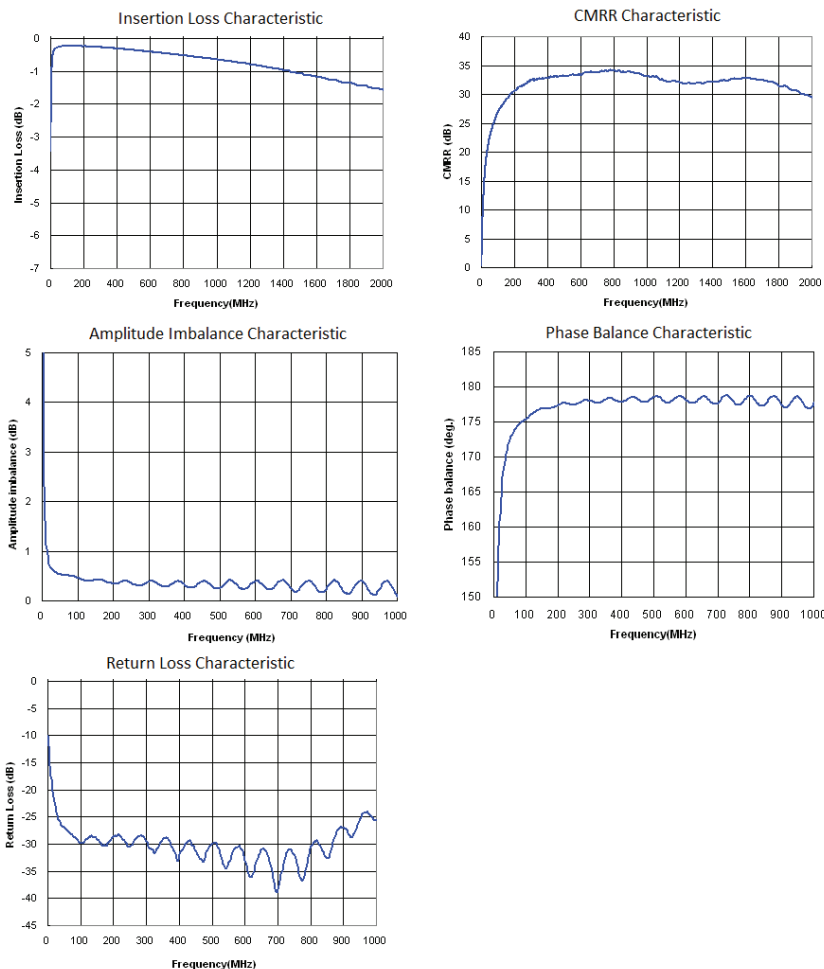 Insertion Loss Characteristic
0
-1
-2
-3
-4
-5
-6
-7
Insertion Loss (dB)
0 200 400 600 800 1000 1200 1400 1600 1800 2000
Frequency(MHz)
CMRR Characteristic
40
35
30
25
20
15
10
5
0
CMRR (dB)
0 200 400 600 800 1000 1200 1400 1600 1800 2000
Frequency(MHz)
Amplitude Imbalance Characteristic
5
4
3
2
1
0
Amplitude imbalance (dB)
0 100 200 300 400 500 600 700 800 900 1000
Frequency (MHz)
Phase Balance Characteristic
185
180
175
170
165
160
155
150
Phase balance (deg.)
0 100 200 300 400 500 600 700 800 900 1000
Frequency(MHz)
Return Loss Characteristic
0
-5
-10
-15
-20
-25
-30
-35
-40
-45
Return Loss (dB)
0 100 200 300 400 500 600 700 800 900 1000
Frequency(MHz)